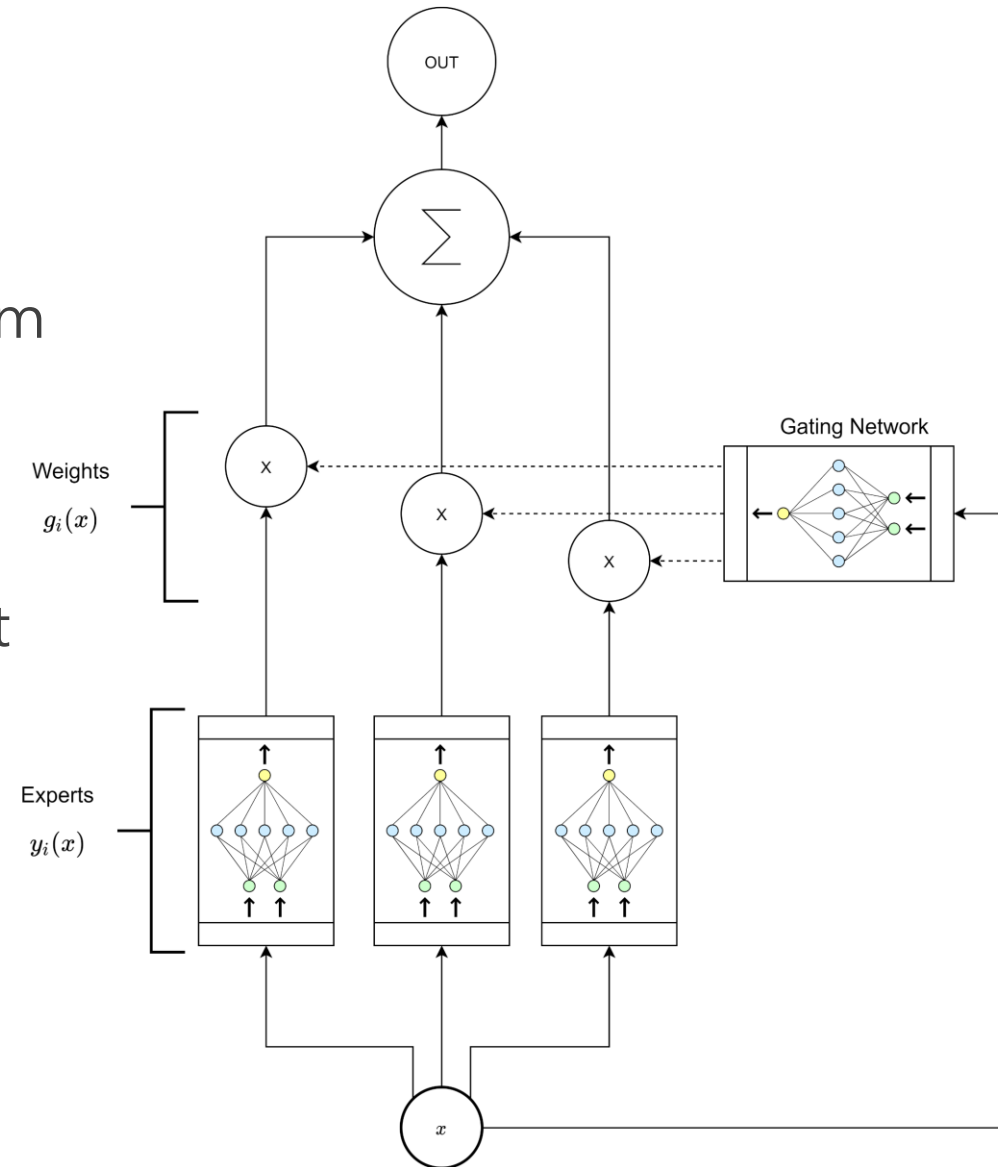 OUT
∑
m
Gating Network
Weights
g_i(x)
X
X
X
t
Experts
y_i(x)
x